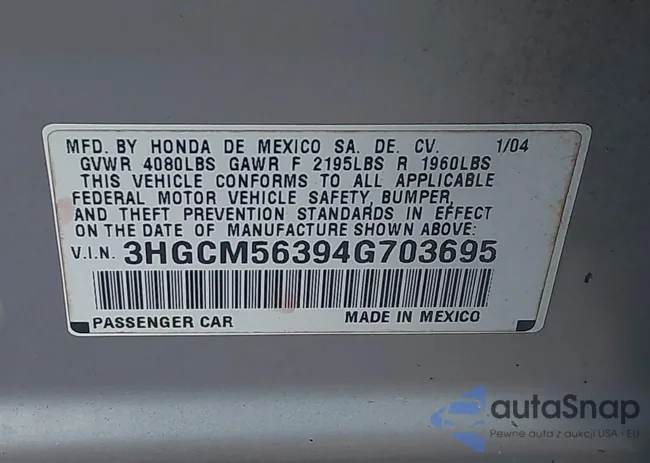 MFD. BY HONDA DE MEXICO SA. DE. CV. 1/04
GVWR 4080LBS GAWR F 2195LBS R 1960LBS
THIS VEHICLE CONFORMS TO ALL APPLICABLE
FEDERAL MOTOR VEHICLE SAFETY, BUMPER,
AND THEFT PREVENTION STANDARDS IN EFFECT
ON THE DATE OF MANUFACTURE SHOWN ABOVE:
V.I.N. 3HGCM56394G703695
PASSENGER CAR MADE IN MEXICO
autaSnap
Pewne auta z aukcji USA i EU